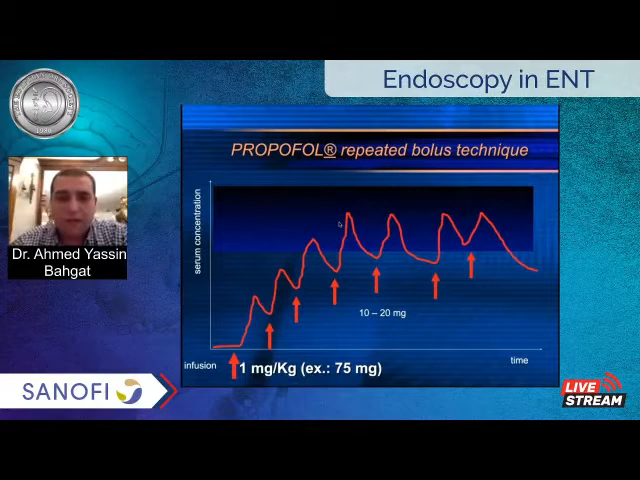 Endoscopy in ENT
1980
PROPOFOL® repeated bolus technique
serum concentration
Dr. Ahmed Yassin
Bahgat
10 – 20 mg
infusion
time
1 mg/Kg (ex.: 75 mg)
SANOFI
LIVE
STREAM